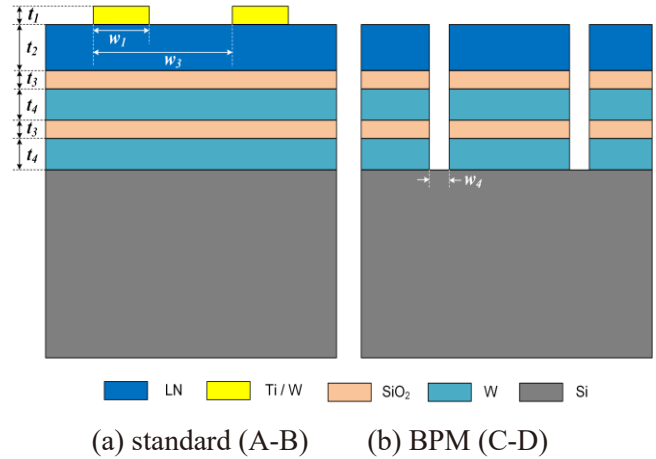 t₁
t₂
w₁
w₃
t₃
t₄
t₃
t₄
w₄
LN Ti / W SiO₂ W Si
(a) standard (A-B) (b) BPM (C-D)